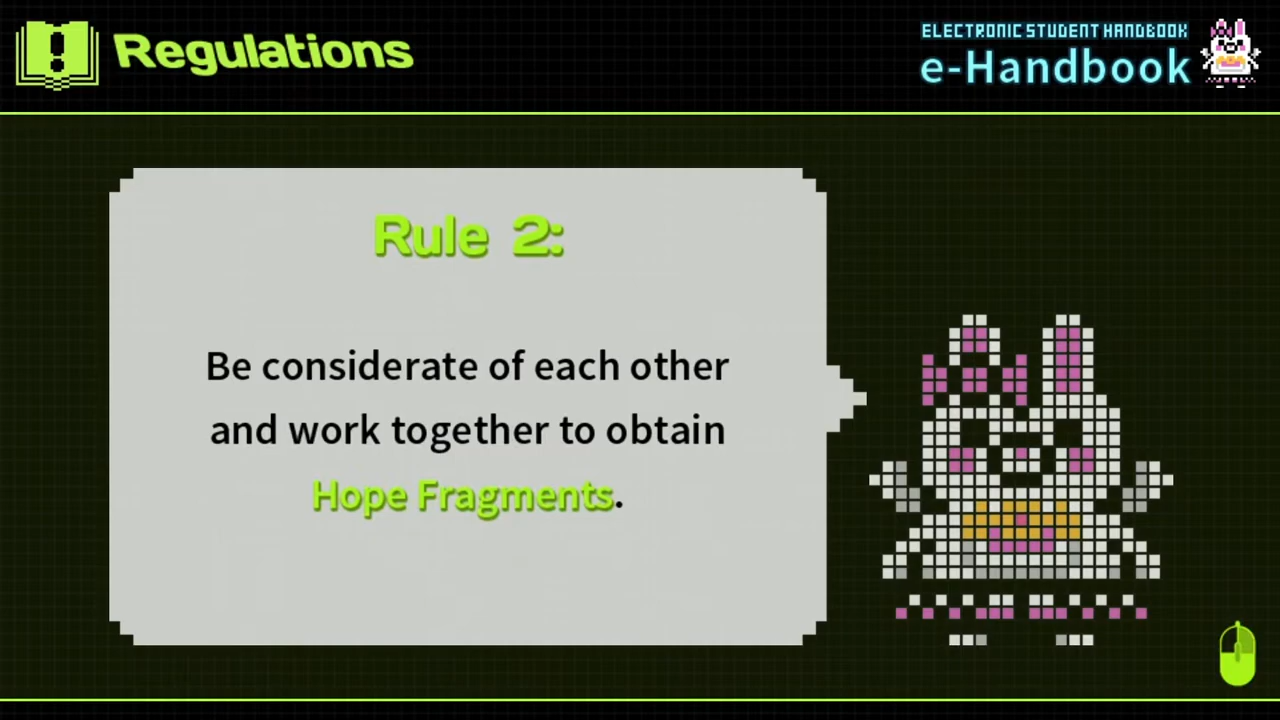 Regulations
ELECTRONIC STUDENT HANDBOOK
e-Handbook
Rule 2:
Be considerate of each other
and work together to obtain
Hope Fragments.